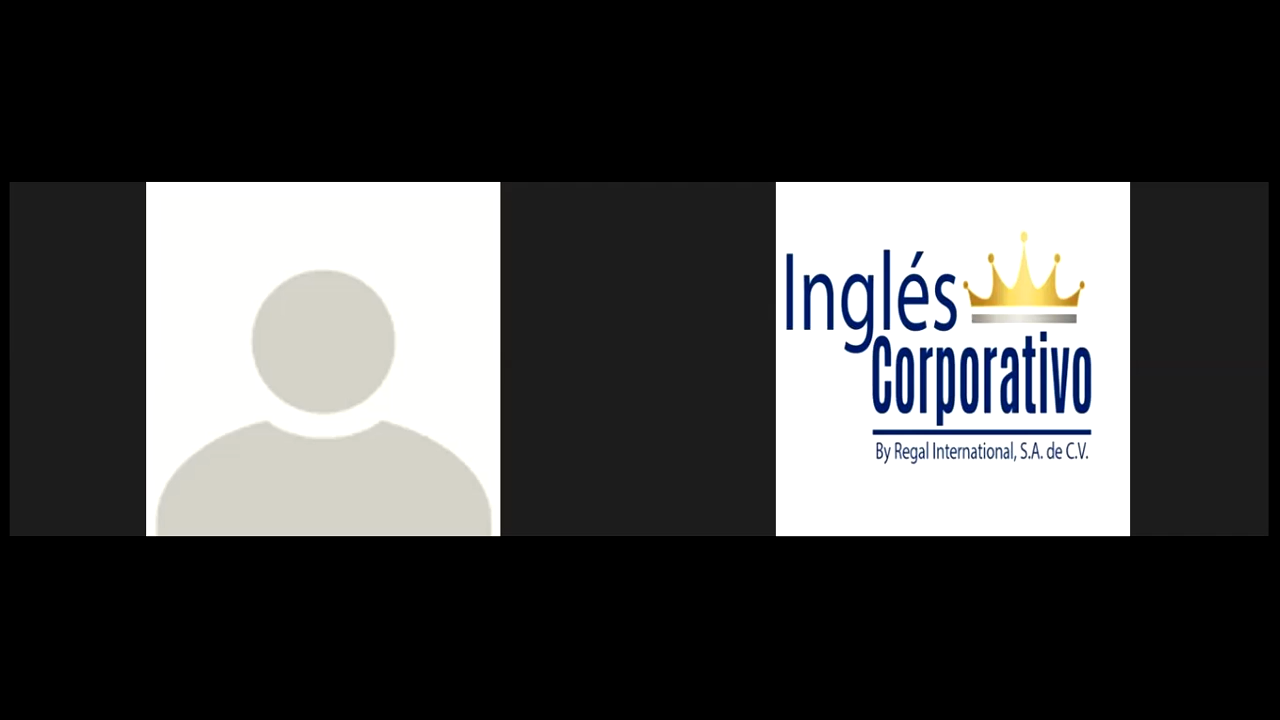 Inglés
Corporativo
By Regal International, S.A. de C.V.